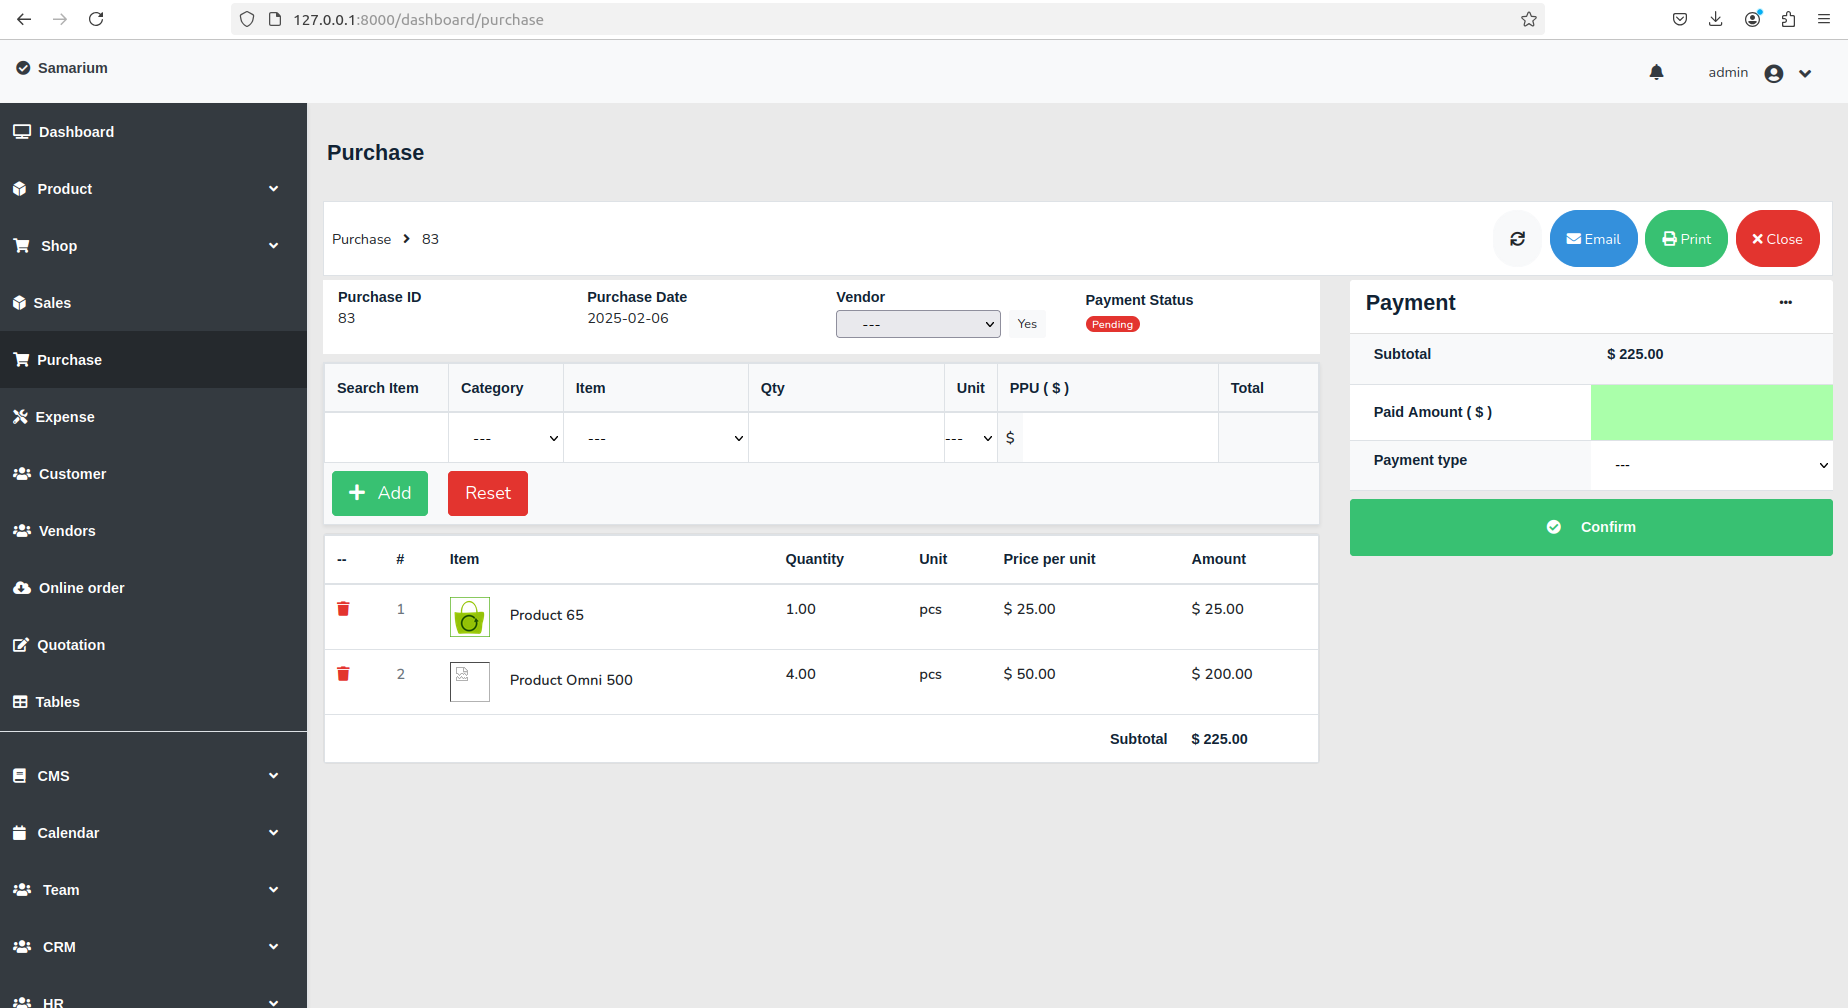 127.0.0.1:8000/dashboard/purchase
Samarium
admin
Dashboard
Product
Shop
Sales
Purchase
Expense
Customer
Vendors
Online order
Quotation
Tables
CMS
Calendar
Team
CRM
HR
Purchase
Purchase 83
Email Print Close
Purchase ID Purchase Date Vendor Payment Status
83 2025-02-06 --- Yes Pending
Search Item Category Item Qty Unit PPU ( $ ) Total
--- --- --- $
Add Reset
-- # Item Quantity Unit Price per unit Amount
1 Product 65 1.00 pcs $ 25.00 $ 25.00
2 Product Omni 500 4.00 pcs $ 50.00 $ 200.00
Subtotal $ 225.00
Payment
Subtotal $ 225.00
Paid Amount ( $ )
Payment type ---
Confirm